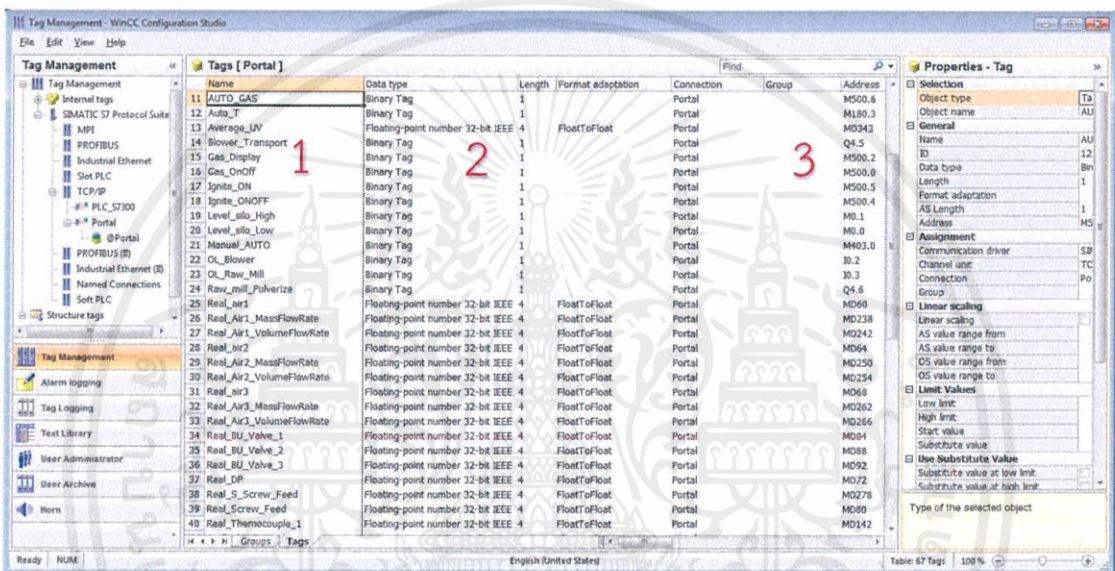 Tag Management - WinCC Configuration Studio
File Edit View Help
Tag Management
Tag Management
Internal tags
SIMATIC S7 Protocol Suite
MPI
PROFIBUS
Industrial Ethernet
Slot PLC
TCP/IP
PLC_S7300
Portal
@Portal
PROFIBUS (II)
Industrial Ethernet (II)
Named Connections
Soft PLC
Structure tags
Tag Management
Alarm logging
Tag Logging
Text Library
User Administrator
User Archive
Horn
Tags [ Portal ] Find
Name Data type Length Format adaptation Connection Group Address
11 AUTO_GAS Binary Tag 1 Portal M500.6
12 Auto_T Binary Tag 1 Portal M180.3
13 Average_UV Floating-point number 32-bit IEEE 4 FloatToFloat Portal MD343
14 Blower_Transport Binary Tag 1 Portal Q4.5
15 Gas_Display Binary Tag 1 Portal M500.2
16 Gas_OnOff Binary Tag 1 Portal M500.0
17 Ignite_ON Binary Tag 1 Portal M500.5
18 Ignite_ONOFF Binary Tag 1 Portal M500.4
19 Level_silo_High Binary Tag 1 Portal M0.1
20 Level_silo_Low Binary Tag 1 Portal M0.0
21 Manual_AUTO Binary Tag 1 Portal M403.0
22 OL_Blower Binary Tag 1 Portal I0.2
23 OL_Raw_Mill Binary Tag 1 Portal I0.3
24 Raw_mill_Pulverize Binary Tag 1 Portal Q4.6
25 Real_air1 Floating-point number 32-bit IEEE 4 FloatToFloat Portal MD60
26 Real_Air1_MassFlowRate Floating-point number 32-bit IEEE 4 FloatToFloat Portal MD238
27 Real_Air1_VolumeFlowRate Floating-point number 32-bit IEEE 4 FloatToFloat Portal MD242
28 Real_air2 Floating-point number 32-bit IEEE 4 FloatToFloat Portal MD64
29 Real_Air2_MassFlowRate Floating-point number 32-bit IEEE 4 FloatToFloat Portal MD250
30 Real_Air2_VolumeFlowRate Floating-point number 32-bit IEEE 4 FloatToFloat Portal MD254
31 Real_air3 Floating-point number 32-bit IEEE 4 FloatToFloat Portal MD68
32 Real_Air3_MassFlowRate Floating-point number 32-bit IEEE 4 FloatToFloat Portal MD262
33 Real_Air3_VolumeFlowRate Floating-point number 32-bit IEEE 4 FloatToFloat Portal MD266
34 Real_BU_Valve_1 Floating-point number 32-bit IEEE 4 FloatToFloat Portal MD84
35 Real_BU_Valve_2 Floating-point number 32-bit IEEE 4 FloatToFloat Portal MD88
36 Real_BU_Valve_3 Floating-point number 32-bit IEEE 4 FloatToFloat Portal MD92
37 Real_DP Floating-point number 32-bit IEEE 4 FloatToFloat Portal MD72
38 Real_S_Screw_Feed Floating-point number 32-bit IEEE 4 FloatToFloat Portal MD278
39 Real_Screw_Feed Floating-point number 32-bit IEEE 4 FloatToFloat Portal MD80
40 Real_Themocouple_1 Floating-point number 32-bit IEEE 4 FloatToFloat Portal MD142
1 2 3
Groups Tags
Properties - Tag
Selection
Object type Ta
Object name AU
General
Name AU
ID 12
Data type Bin
Length 1
Format adaptation
AS Length 1
Address M5
Assignment
Communication driver SI
Channel unit TC
Connection Po
Group
Linear scaling
Linear scaling
AS value range from
AS value range to
OS value range from
OS value range to
Limit Values
Low limit
High limit
Start value
Substitute value
Use Substitute Value
Substitute value at low limit
Substitute value at high limit
Type of the selected object
Ready NUM English (United States) Table: 67 Tags 100 %